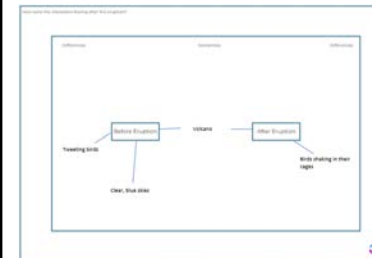 Differences
Similarities
Differences
Before Eruption
Volcano
After Eruption
Tweeting birds
Birds shaking in their
cages
Clear, blue skies